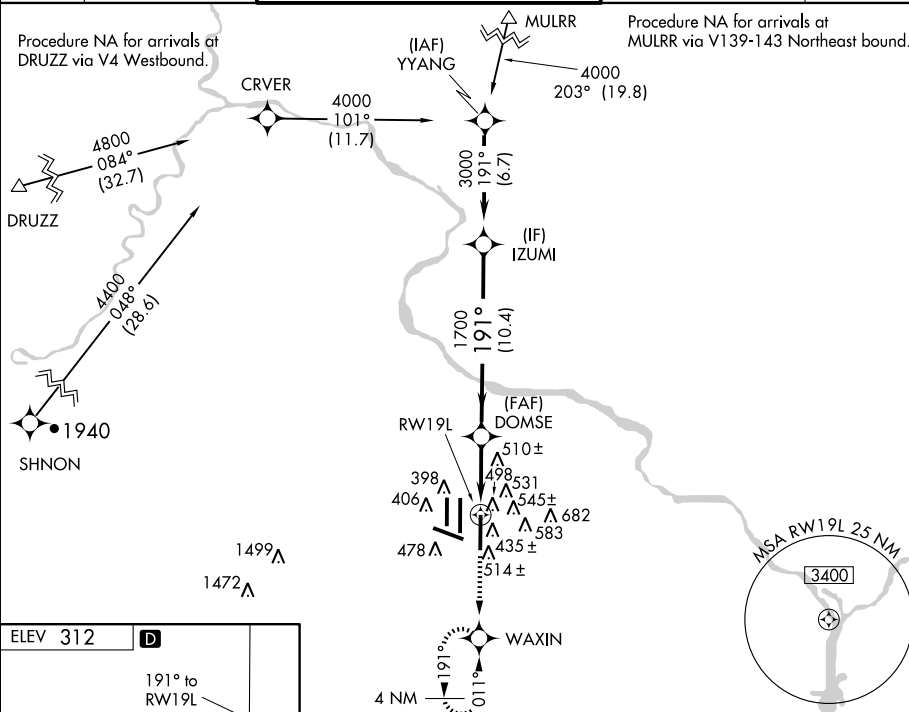 Procedure NA for arrivals at
DRUZZ via V4 Westbound.
MULRR
Procedure NA for arrivals at
MULRR via V139-143 Northeast bound.
(IAF)
YYANG
4000
203° (19.8)
CRVER
4000
101°
(11.7)
4800
084°
(32.7)
DRUZZ
3000
191°
(6.7)
(IF)
IZUMI
4400
048°
(28.6)
1700
191°
(10.4)
1940
SHNON
(FAF)
DOMSE
RW19L
510±
498
531
398
406
545±
682
583
478
435±
514±
1499
1472
MSA RW19L 25 NM
3400
ELEV 312
D
WAXIN
191° to
RW19L
191°
011°
4 NM